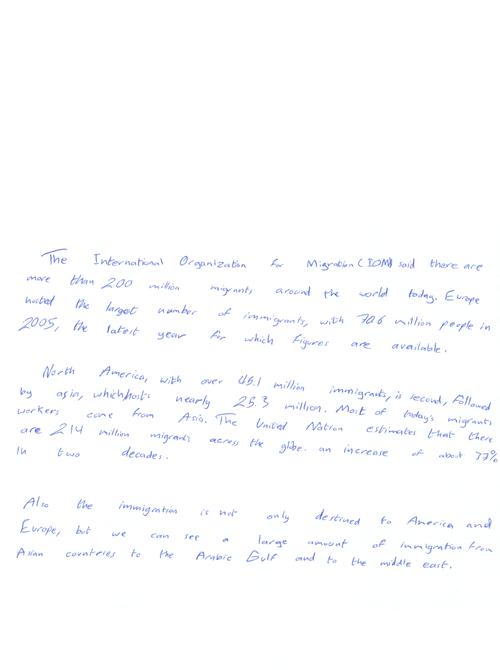 The International Organization for Migration (IOM) said there are
more than 200 million migrants around the world today. Europe
hosted the largest number of immigrants, with 70.6 million people in
2005, the latest year for which figures are available.
North America, with over 45.1 million immigrants, is second, followed
by asia, which hosts nearly 25.3 million. Most of today's migrants
workers come from Asia. The United Nation estimates that there
are 214 million migrants across the globe. an increase of about 37%
In two decades.
Also the immigration is not only destined to America and
Europe, but we can see a large amount of immigration from
Asian countries to the Arabic Gulf and to the middle east.